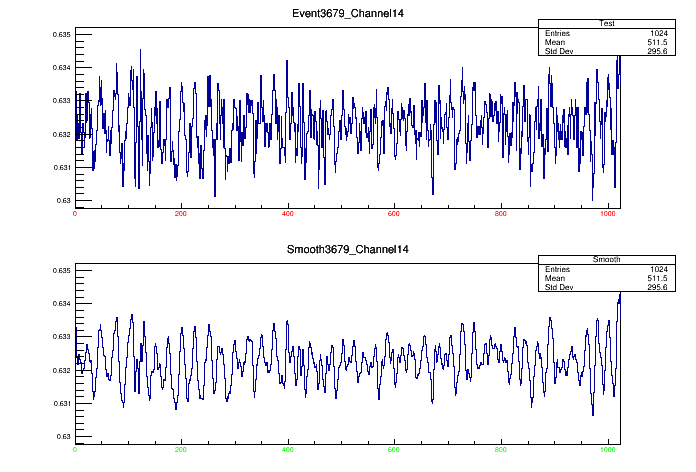 Event3679_Channel14
Test
Entries 1024
Mean 511.5
Std Dev 295.6
0.635
0.634
0.633
0.632
0.631
0.63
0 200 400 600 800 1000
Smooth3679_Channel14
Smooth
Entries 1024
Mean 511.5
Std Dev 295.6
0.635
0.634
0.633
0.632
0.631
0.63
0 200 400 600 800 1000